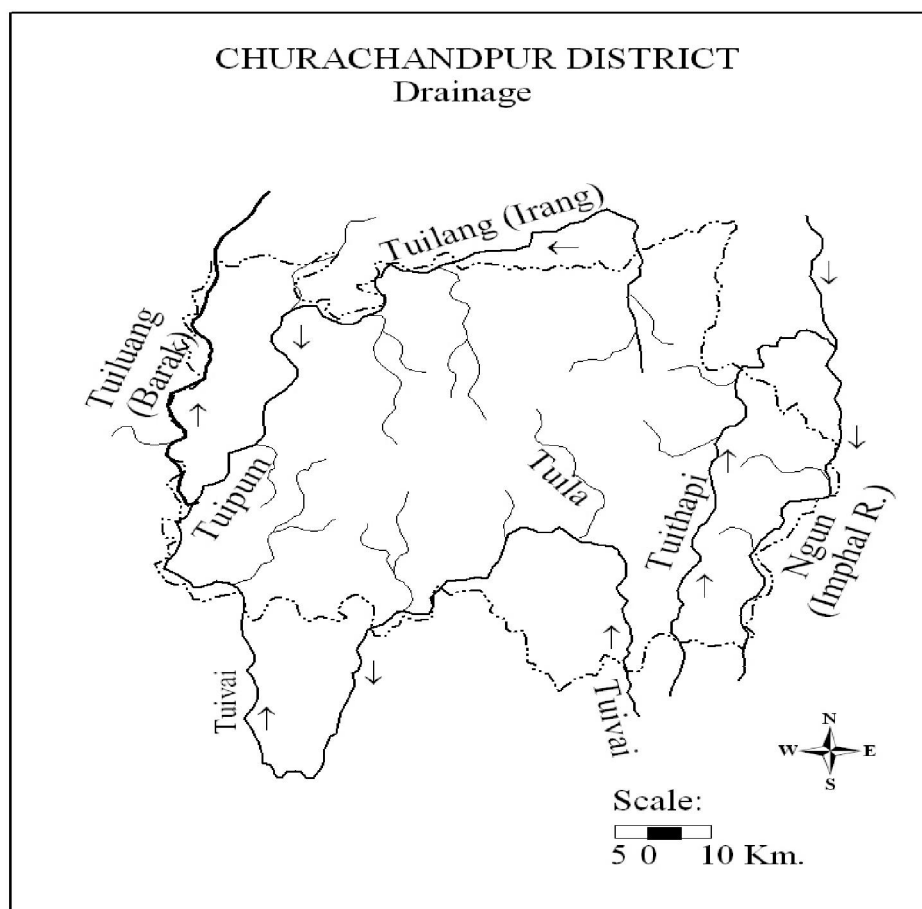 CHURACHANDPUR DISTRICT
Drainage
Tuilang (Irang)
Tuiluang
(Barak)
Tuipum
Tuila
Tuithapi
Ngun
(Imphal R.)
Tuivai
Tuivai
N
W E
S
Scale:
5 0 10 Km.